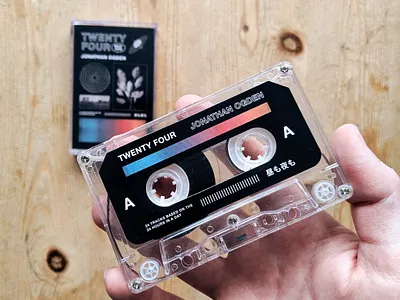 TWENTY
FOUR
JONATHAN OGDEN
TWENTY FOUR
JONATHAN OGDEN
A
A
24 TRACKS BASED ON THE
24 HOURS IN A DAY
昼も夜も